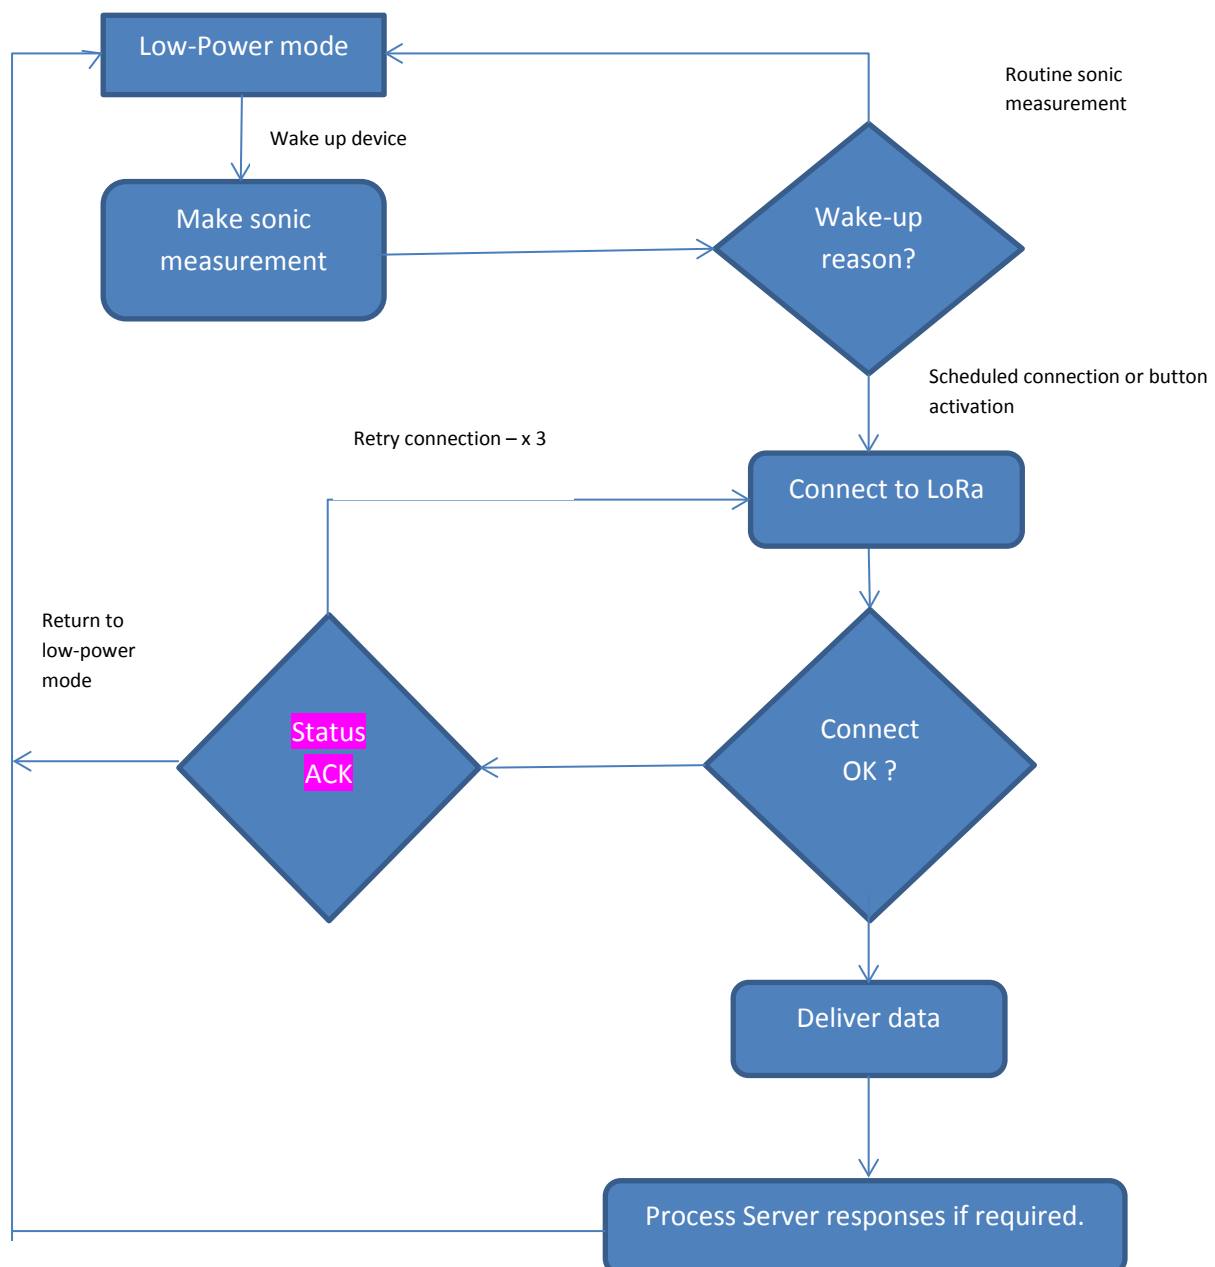 Low-Power mode
Routine sonic
measurement
Wake up device
Make sonic
measurement
Wake-up
reason?
Scheduled connection or button
activation
Retry connection – x 3
Connect to LoRa
Return to
low-power
mode
Status
ACK
Connect
OK ?
Deliver data
Process Server responses if required.